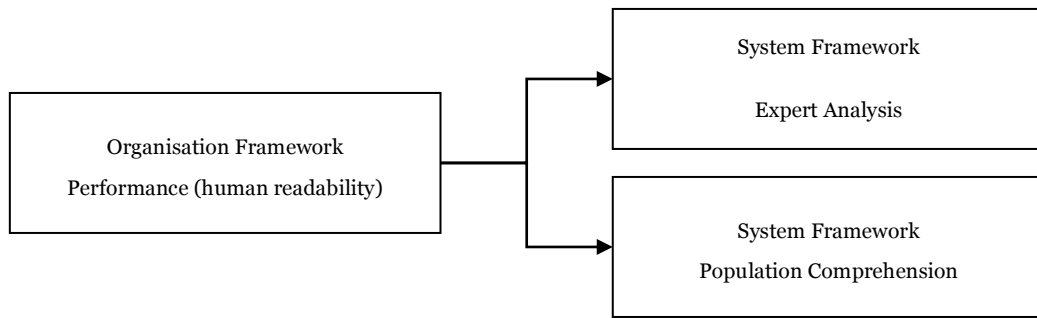 Organisation Framework
Performance (human readability)
System Framework
Expert Analysis
System Framework
Population Comprehension